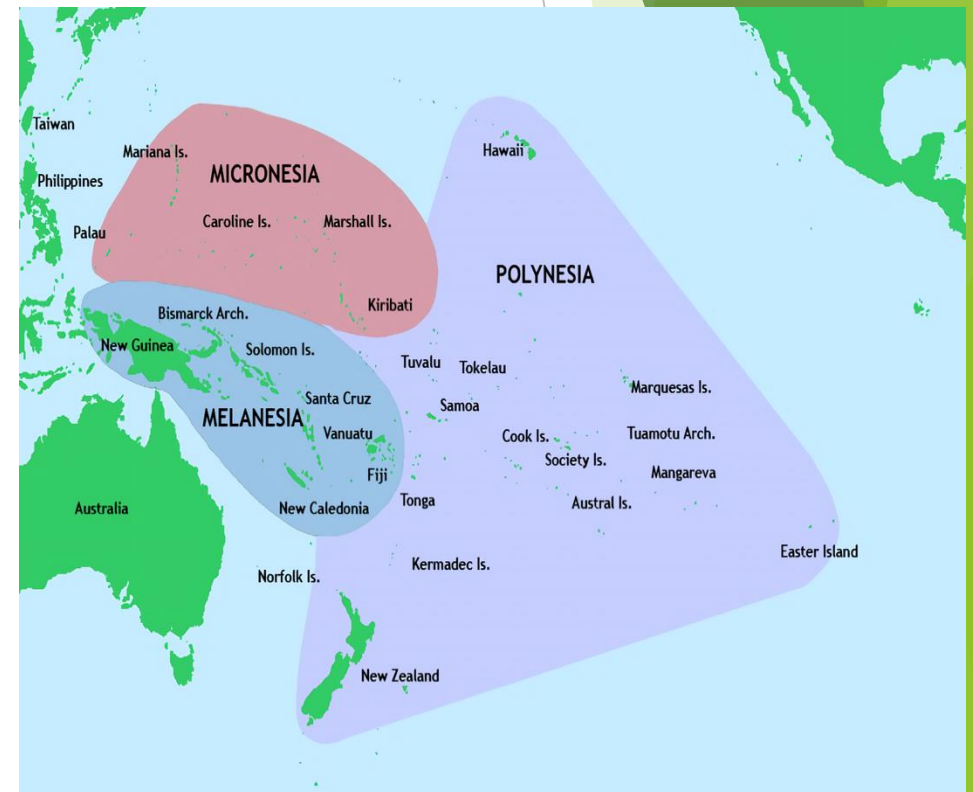 Taiwan
Mariana Is.
Hawaii
MICRONESIA
Philippines
Caroline Is.
Marshall Is.
Palau
POLYNESIA
Kiribati
Bismarck Arch.
New Guinea
Solomon Is.
Tuvalu
Tokelau
Marquesas Is.
Santa Cruz
Samoa
MELANESIA
Vanuatu
Cook Is.
Tuamotu Arch.
Society Is.
Fiji
Mangareva
Tonga
Austral Is.
Australia
New Caledonia
Easter Island
Kermadec Is.
Norfolk Is.
New Zealand